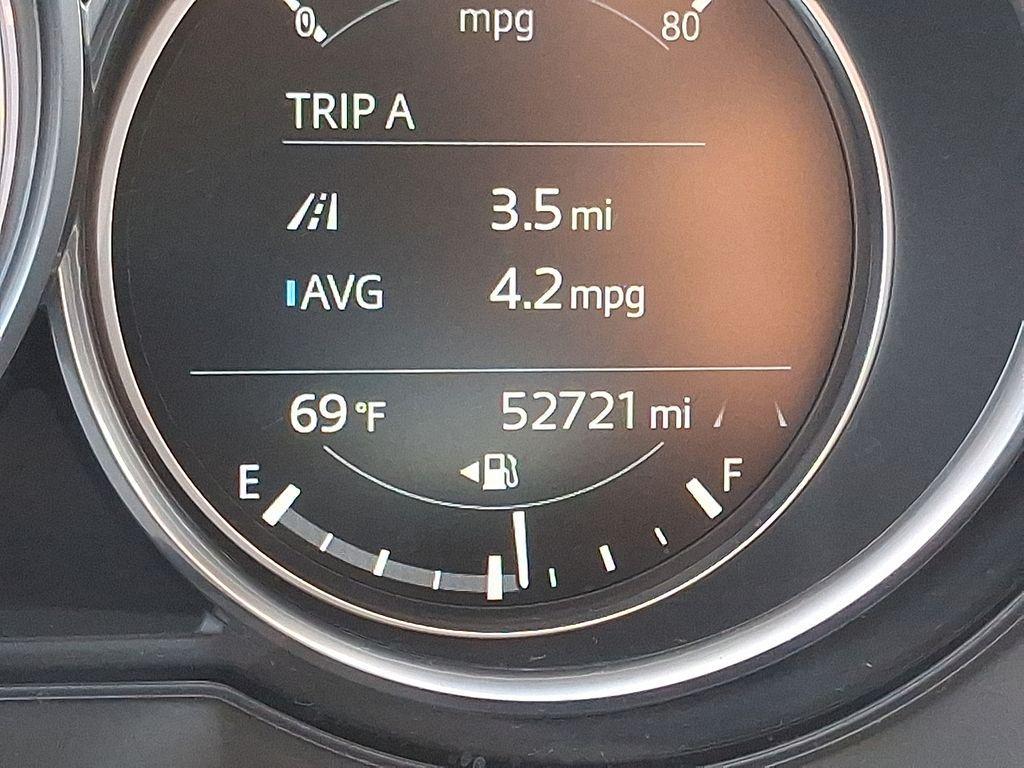 0 mpg 80
TRIP A
3.5 mi
AVG 4.2 mpg
69 °F 52721 mi
E F